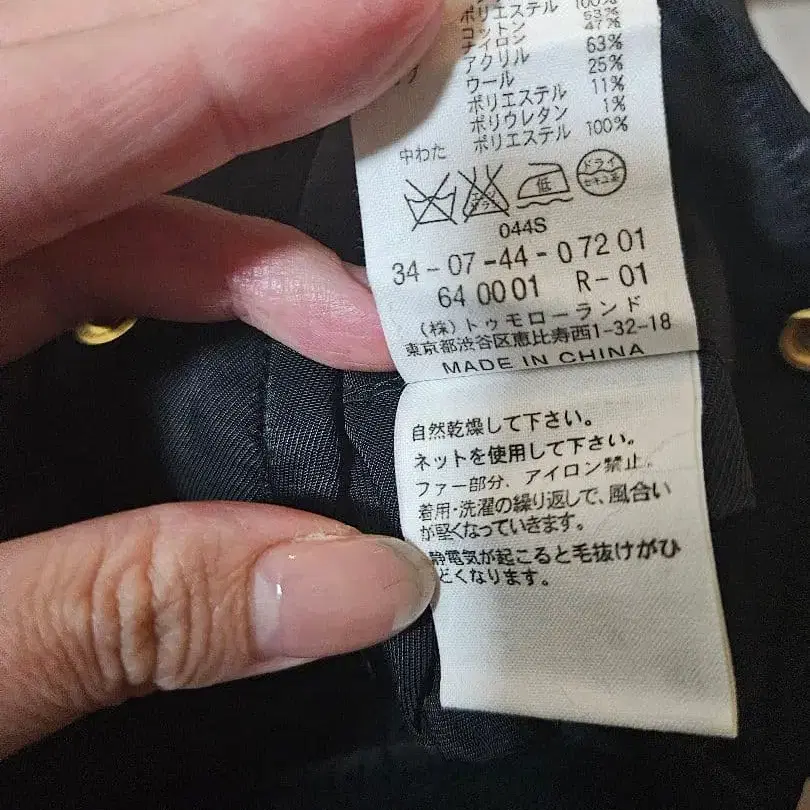 ポリエステル 100%
コットン 53%
ナイロン 47%
アクリル 63%
ウール 25%
ポリエステル 11%
ポリウレタン 1%
中わた ポリエステル 100%
低 ドライ セキユ系
044S
34-07-44-07201
640001 R-01
(株)トゥモローランド
東京都渋谷区恵比寿西1-32-18
MADE IN CHINA
自然乾燥して下さい。
ネットを使用して下さい。
ファー部分、アイロン禁止。
着用・洗濯の繰り返しで、風合い
が堅くなっていきます。
静電気が起こると毛抜けがひ
どくなります。